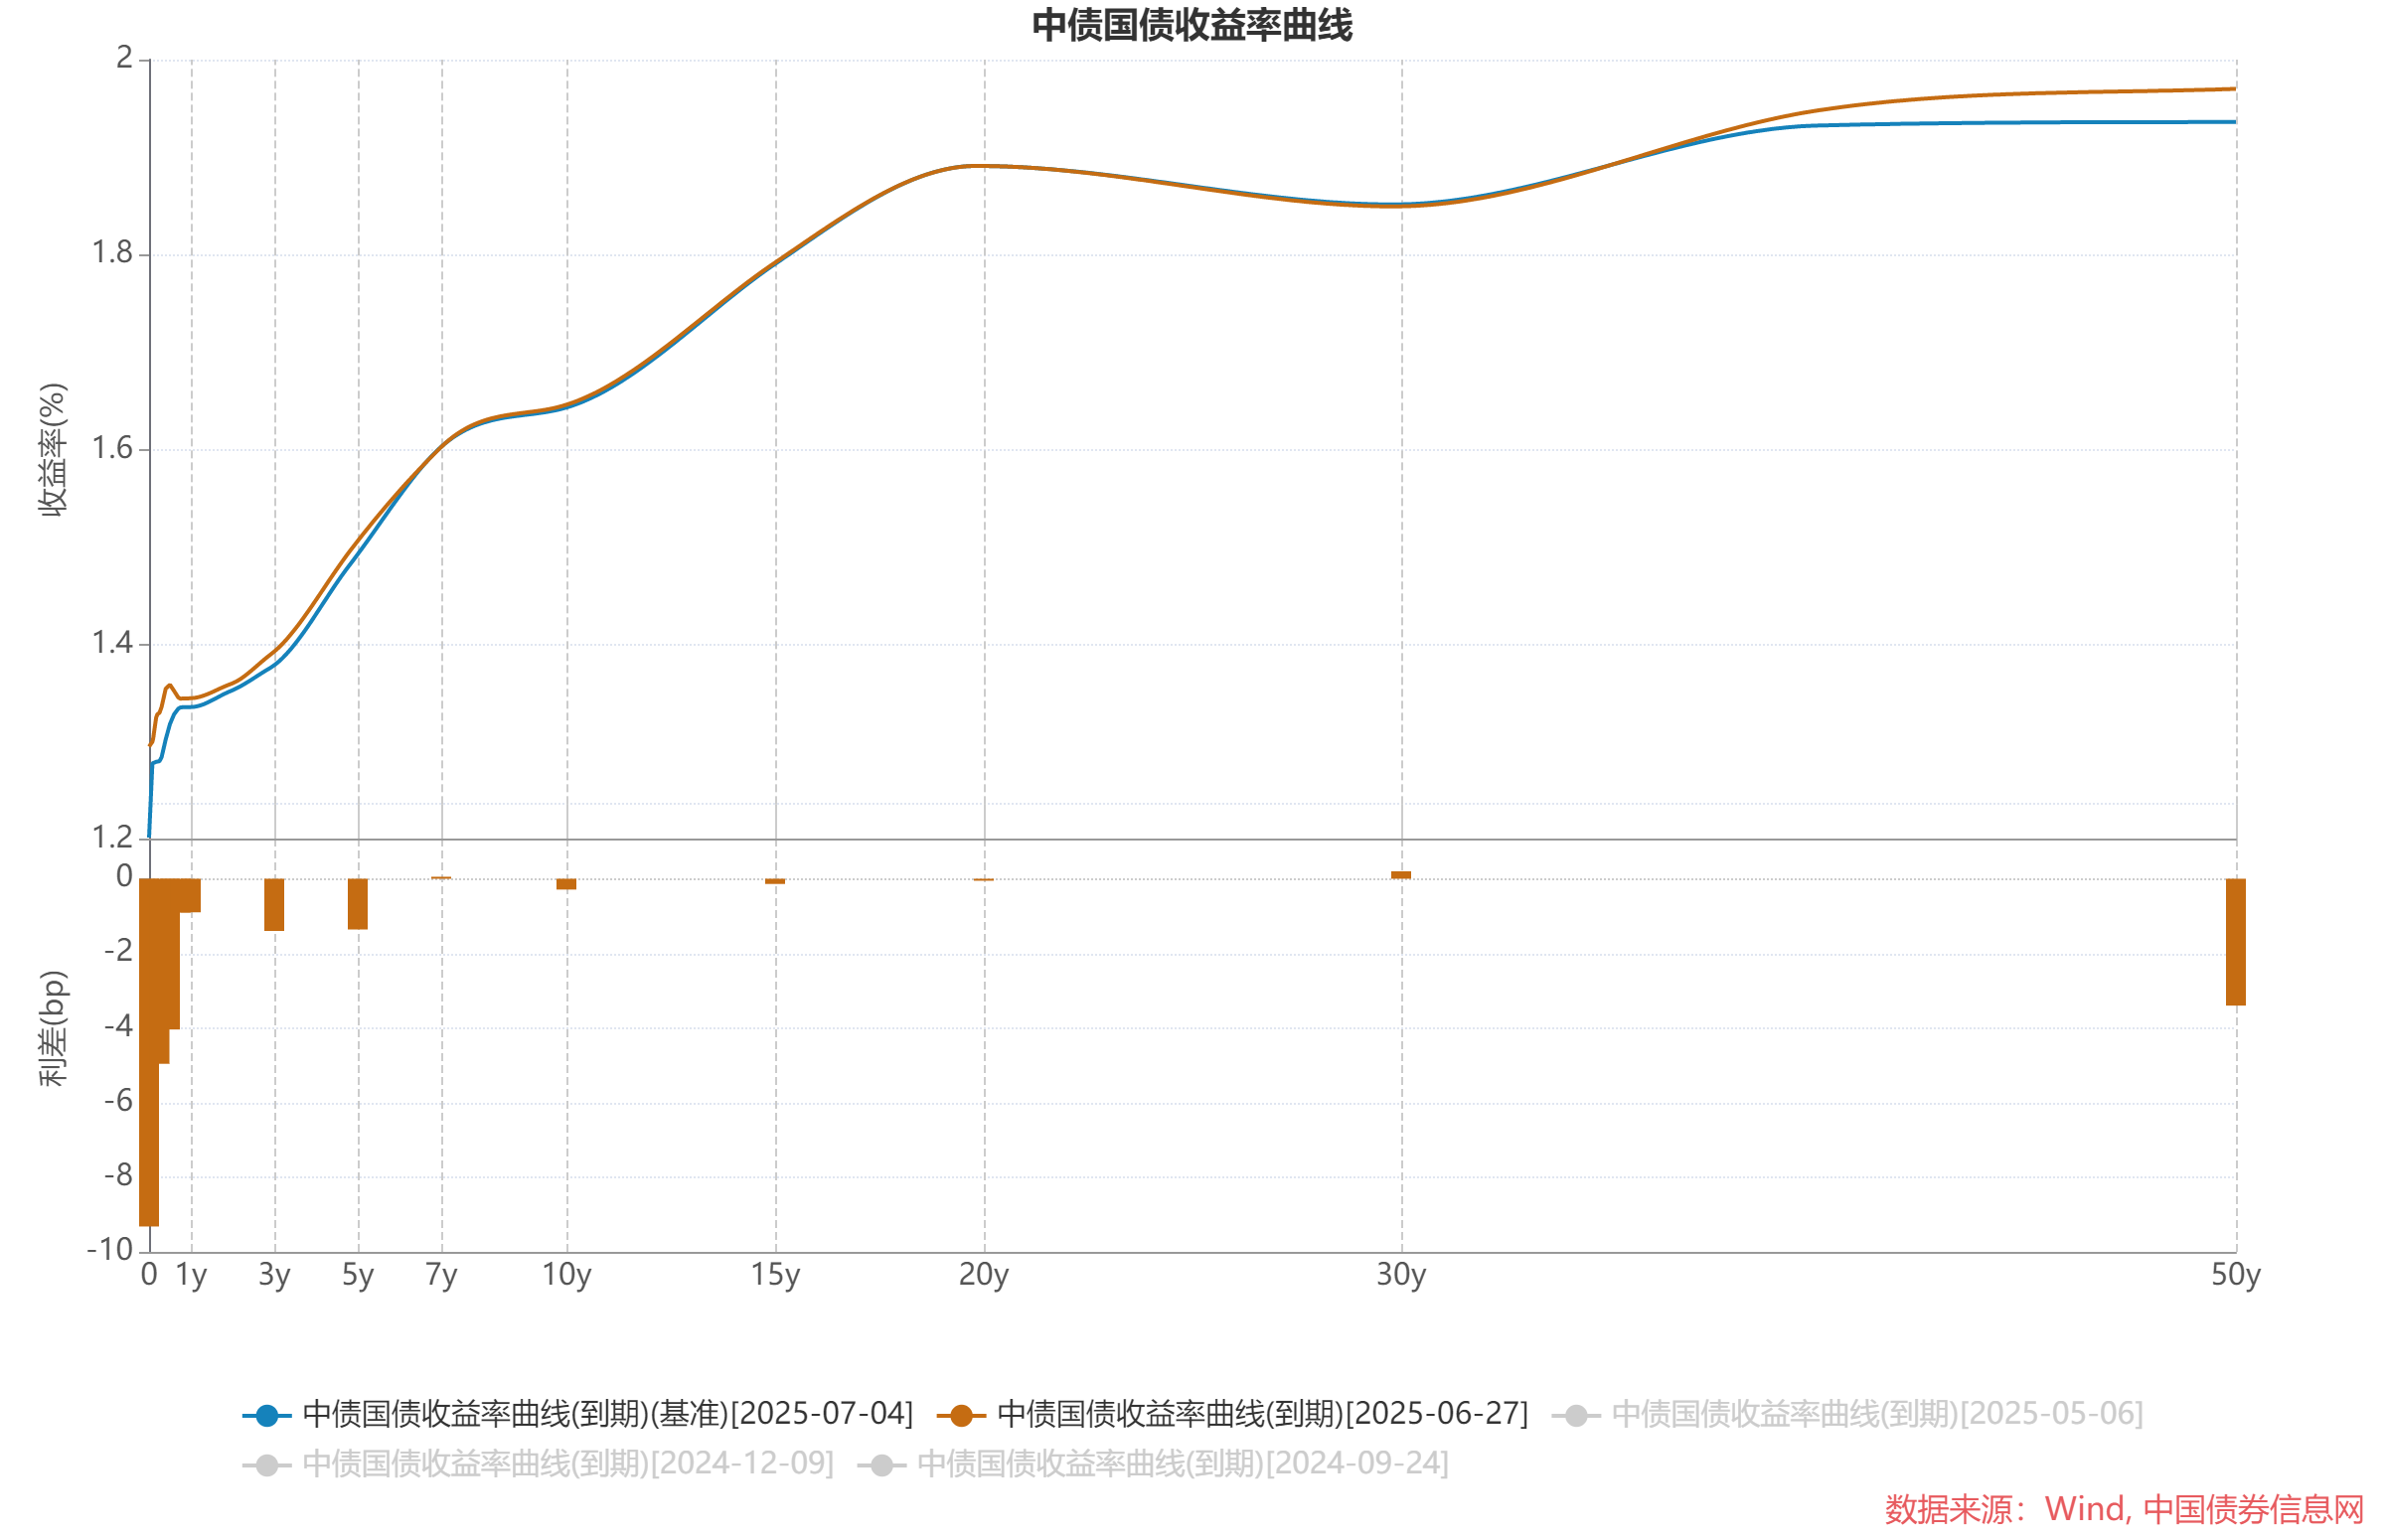 中债国债收益率曲线
2
1.8
1.6
1.4
1.2
收益率(%)
0
-2
-4
-6
-8
-10
利差(bp)
0 1y 3y 5y 7y 10y 15y 20y 30y 50y
中债国债收益率曲线(到期)(基准)[2025-07-04] 中债国债收益率曲线(到期)[2025-06-27] 中债国债收益率曲线(到期)[2025-05-06]
中债国债收益率曲线(到期)[2024-12-09] 中债国债收益率曲线(到期)[2024-09-24]
数据来源：Wind, 中国债券信息网